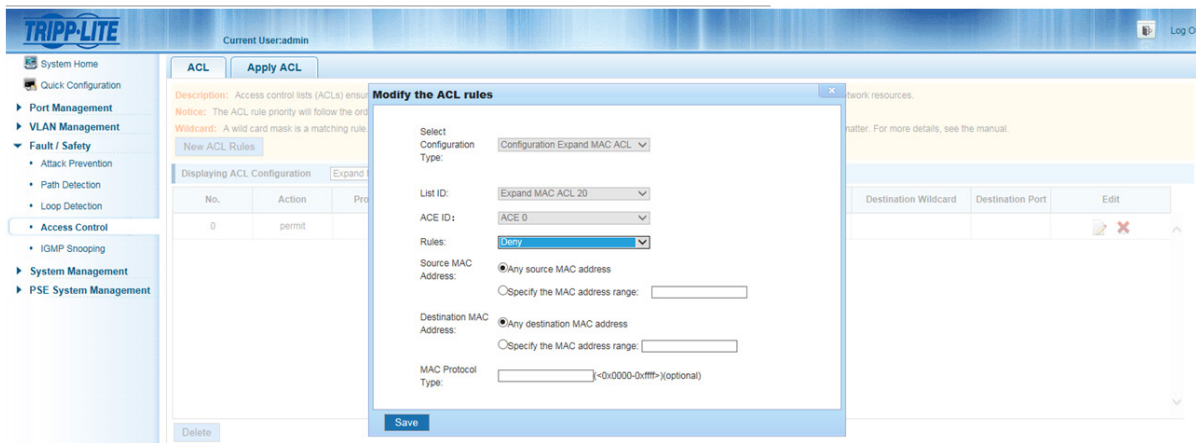 TRIPP·LITE
Current User:admin
Log O
System Home
Quick Configuration
Port Management
VLAN Management
Fault / Safety
Attack Prevention
Path Detection
Loop Detection
Access Control
IGMP Snooping
System Management
PSE System Management
ACL
Apply ACL
Description: Access control lists (ACLs) ensur
twork resources.
Notice: The ACL rule priority will follow the ord
Wildcard: A wild card mask is a matching rule.
natter. For more details, see the manual.
New ACL Rules
Displaying ACL Configuration
Expand
No.
Action
Pro
Destination Wildcard
Destination Port
Edit
0
permit
Delete
Modify the ACL rules
Select
Configuration
Type:
Configuration Expand MAC ACL
List ID:
Expand MAC ACL 20
ACE ID:
ACE 0
Rules:
Deny
Source MAC
Address:
Any source MAC address
Specify the MAC address range:
Destination MAC
Address:
Any destination MAC address
Specify the MAC address range:
MAC Protocol
Type:
(<0x0000-0xffff>)(optional)
Save